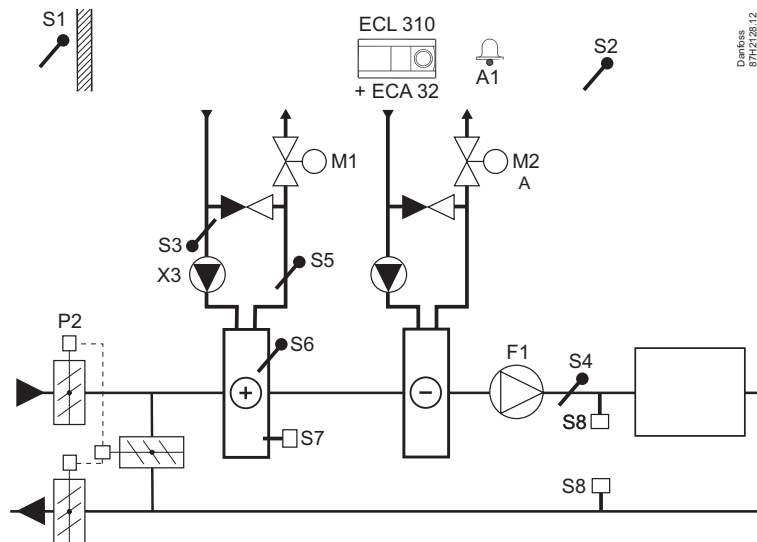 S1
ECL 310
+ ECA 32
A1
S2
Danfoss
87H2128.12
M1
M2
A
S3
X3
S5
P2
S6
+
−
F1
S4
S7
S8
S8